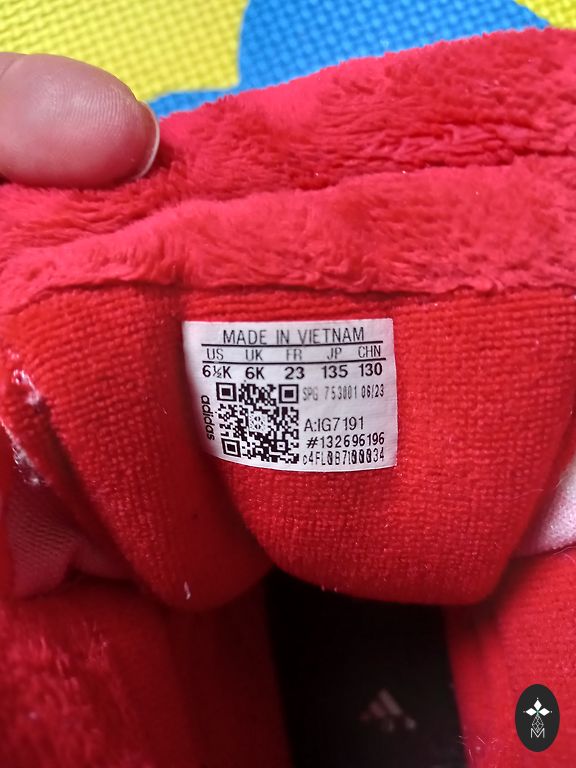 MADE IN VIETNAM
US UK FR JP CHN
6½K 6K 23 135 130
adidas
SPG 753001 06/23
A:IG7191
#132696196
c4FL0B7100034
M